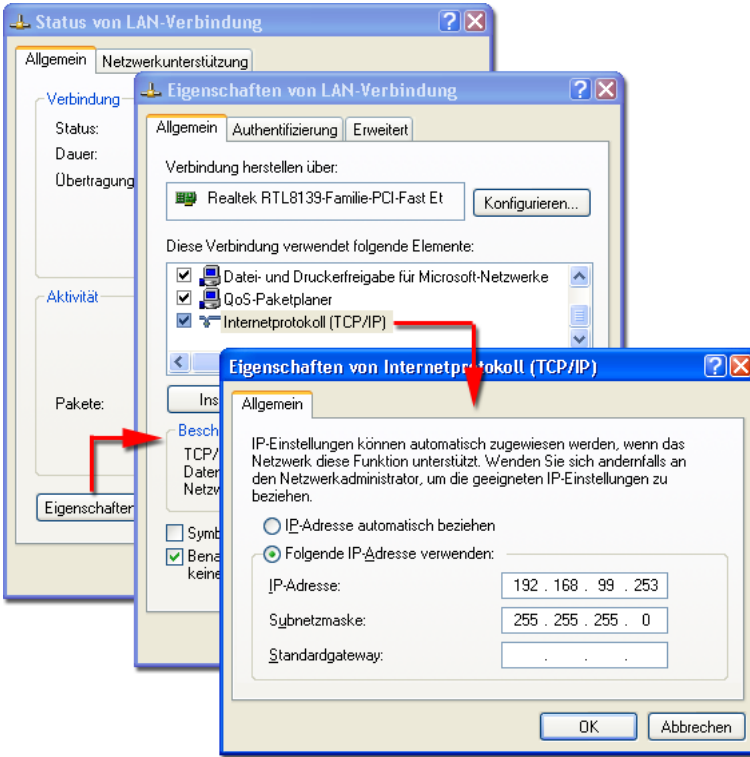 Status von LAN-Verbindung
Allgemein
Netzwerkunterstützung
Verbindung
Status:
Dauer:
Übertragung
Aktivität
Pakete:
Eigenschaften
Eigenschaften von LAN-Verbindung
Allgemein
Authentifizierung
Erweitert
Verbindung herstellen über:
Realtek RTL8139-Familie-PCI-Fast Et
Konfigurieren...
Diese Verbindung verwendet folgende Elemente:
Datei- und Druckerfreigabe für Microsoft-Netzwerke
QoS-Paketplaner
Internetprotokoll (TCP/IP)
Ins
Besch
TCP/
Daten
Netzw
Symb
Bena
keine
Eigenschaften von Internetprotokoll (TCP/IP)
Allgemein
IP-Einstellungen können automatisch zugewiesen werden, wenn das
Netzwerk diese Funktion unterstützt. Wenden Sie sich andernfalls an
den Netzwerkadministrator, um die geeigneten IP-Einstellungen zu
beziehen.
IP-Adresse automatisch beziehen
Folgende IP-Adresse verwenden:
IP-Adresse: 192 . 168 . 99 . 253
Subnetzmaske: 255 . 255 . 255 . 0
Standardgateway: . . .
OK
Abbrechen